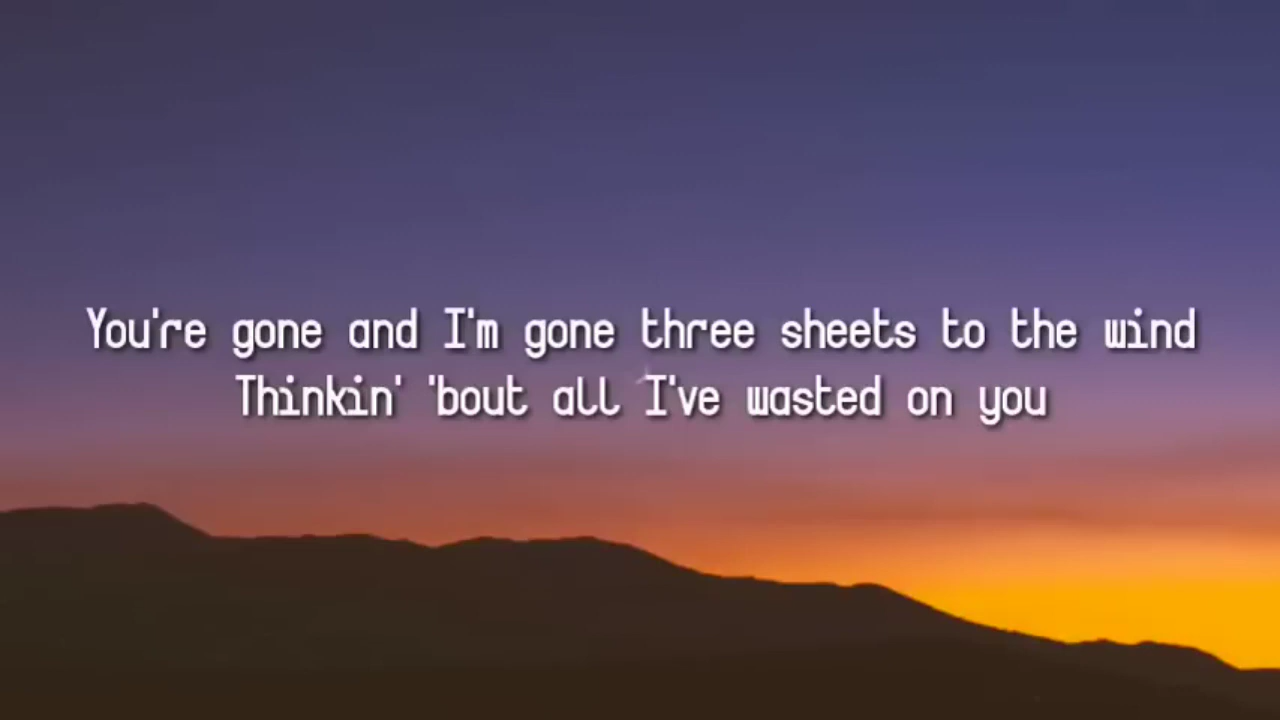 You're gone and I'm gone three sheets to the wind
Thinkin' 'bout all I've wasted on you